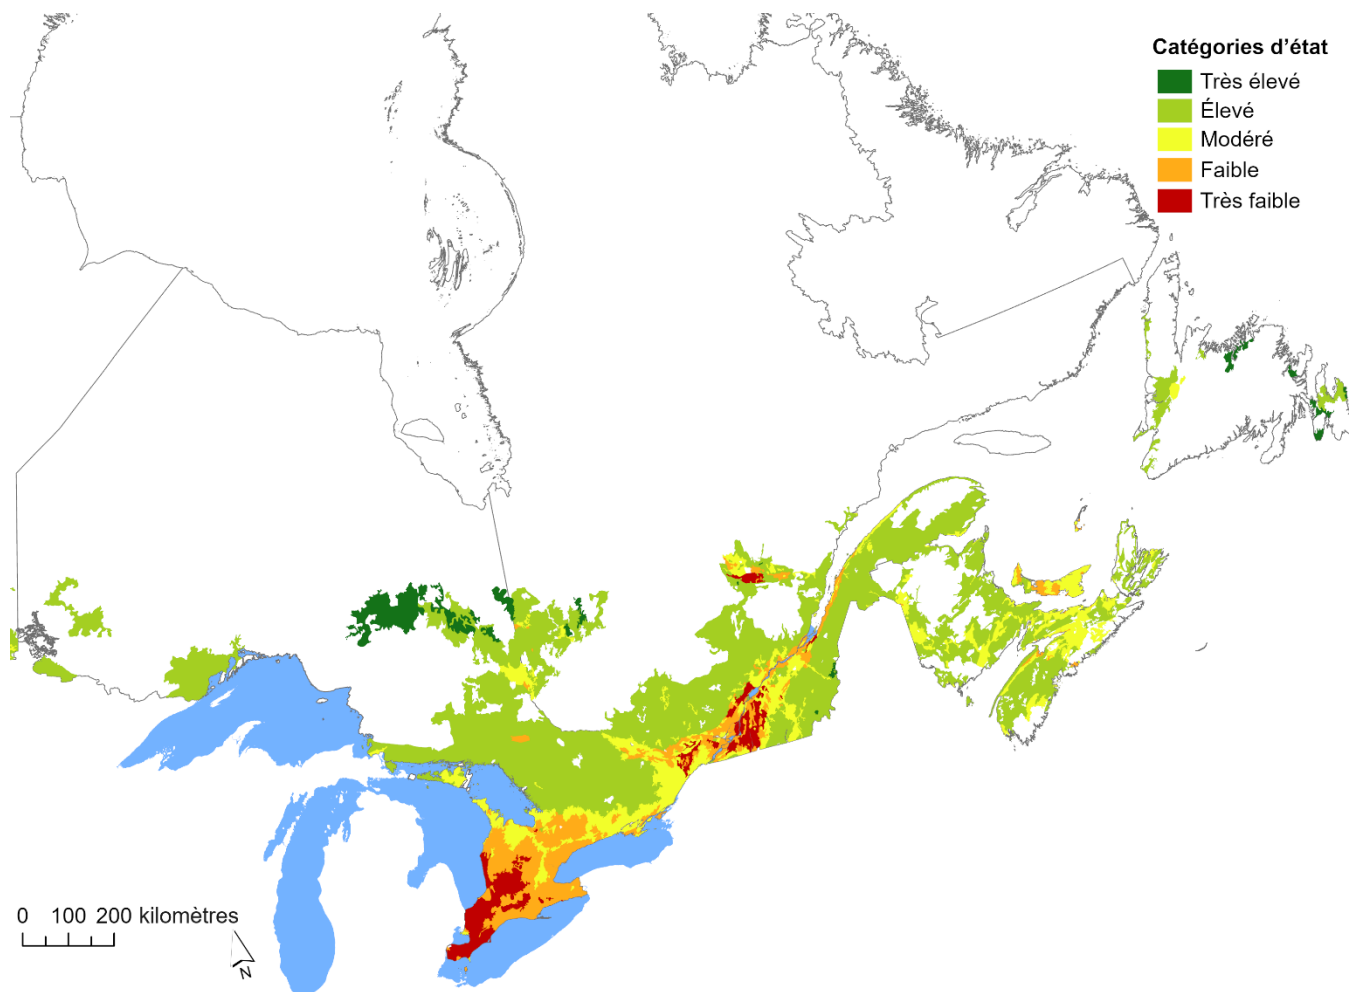 Catégories d'état
Très élevé
Élevé
Modéré
Faible
Très faible
0 100 200 kilomètres
N